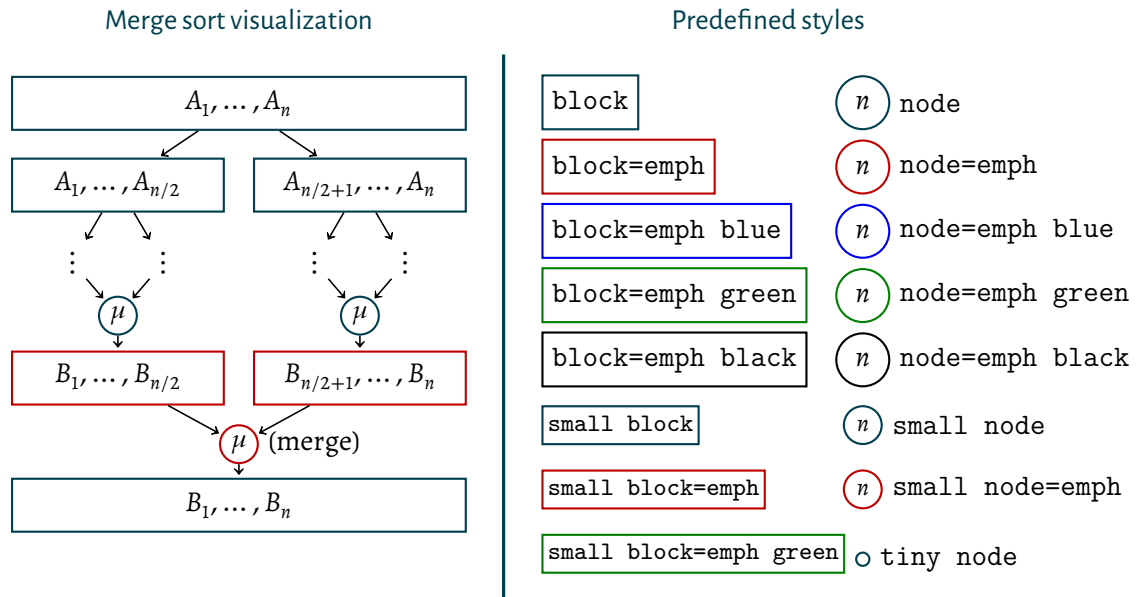 Merge sort visualization
A₁, …, Aₙ
A₁, …, Aₙ/₂
Aₙ/₂₊₁, …, Aₙ
⋮ ⋮ ⋮ ⋮
μ μ
B₁, …, Bₙ/₂
Bₙ/₂₊₁, …, Bₙ
μ (merge)
B₁, …, Bₙ
Predefined styles
block
n node
block=emph
n node=emph
block=emph blue
n node=emph blue
block=emph green
n node=emph green
block=emph black
n node=emph black
small block
n small node
small block=emph
n small node=emph
small block=emph green
tiny node